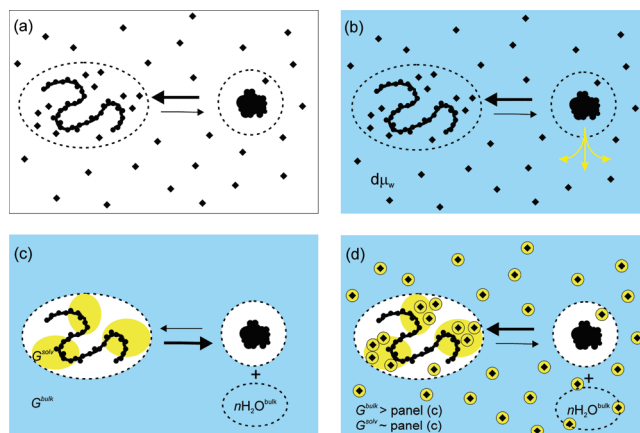 (a)
(b)
dμw
(c)
Gsolv
Gbulk
+
nH2Obulk
(d)
+
nH2Obulk
Gbulk > panel (c)
Gsolv ~ panel (c)